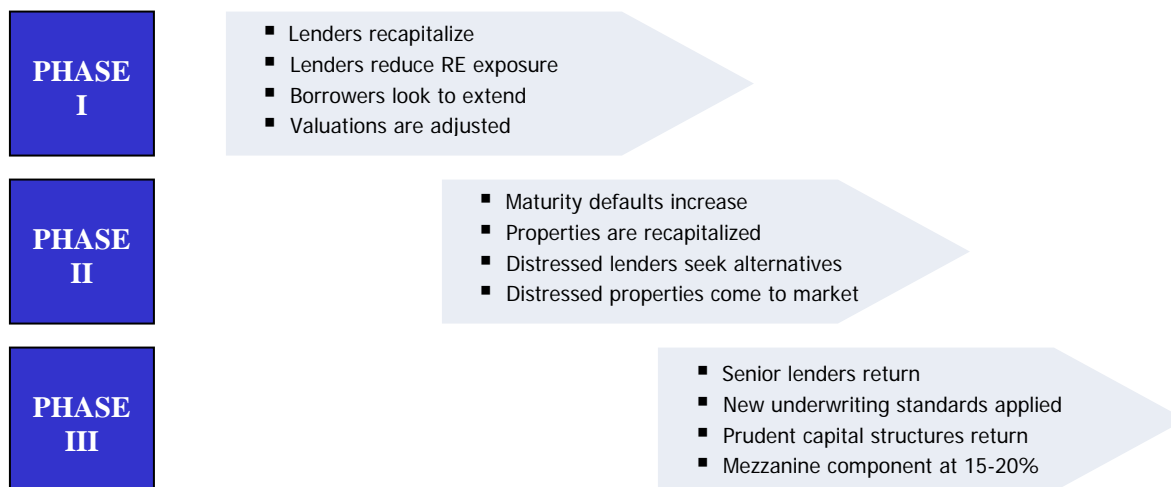 PHASE
I
▪ Lenders recapitalize
▪ Lenders reduce RE exposure
▪ Borrowers look to extend
▪ Valuations are adjusted
PHASE
II
▪ Maturity defaults increase
▪ Properties are recapitalized
▪ Distressed lenders seek alternatives
▪ Distressed properties come to market
PHASE
III
▪ Senior lenders return
▪ New underwriting standards applied
▪ Prudent capital structures return
▪ Mezzanine component at 15-20%